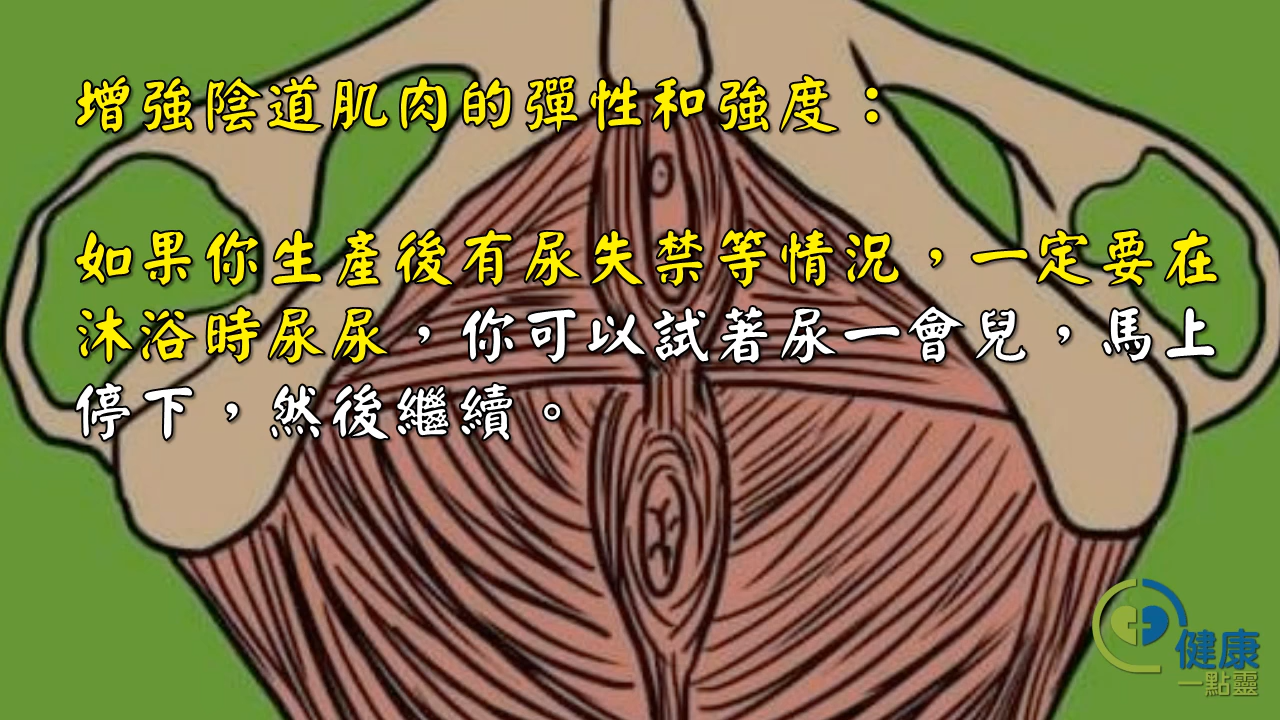 增強陰道肌肉的彈性和強度：
如果你生產後有尿失禁等情況，一定要在
沐浴時尿尿，你可以試著尿一會兒，馬上
停下，然後繼續。
健康
一點靈